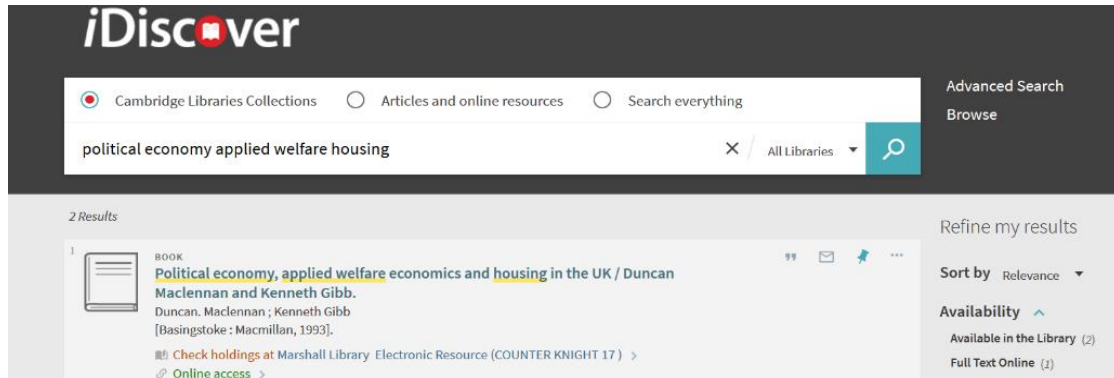 iDiscover
Cambridge Libraries Collections Articles and online resources Search everything
Advanced Search
Browse
political economy applied welfare housing
All Libraries
2 Results
Refine my results
Sort by Relevance
Availability
Available in the Library (2)
Full Text Online (1)
1
BOOK
Political economy, applied welfare economics and housing in the UK / Duncan
Maclennan and Kenneth Gibb.
Duncan. Maclennan ; Kenneth Gibb
[Basingstoke : Macmillan, 1993].
Check holdings at Marshall Library Electronic Resource (COUNTER KNIGHT 17 ) >
Online access >